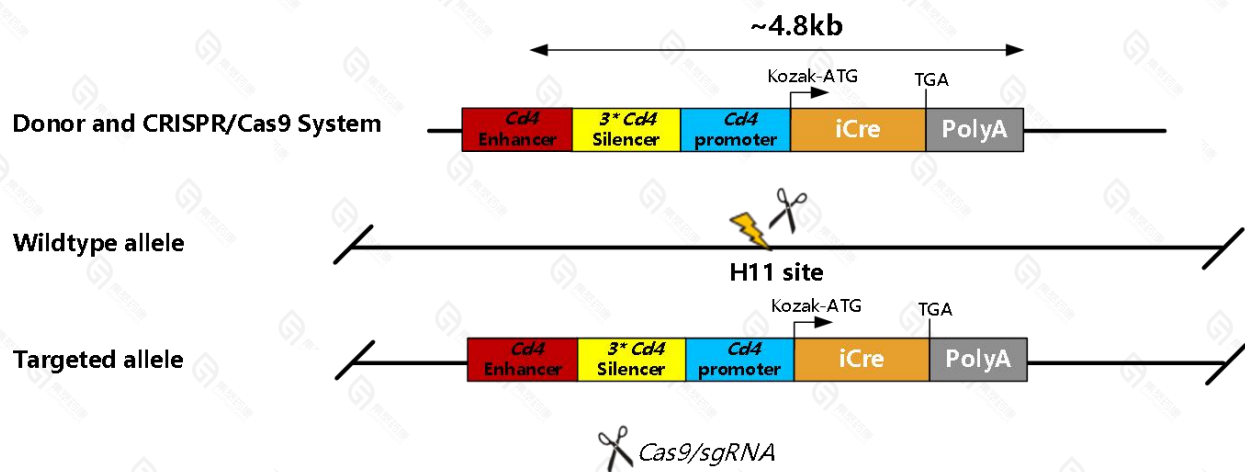 ~4.8kb
Kozak-ATG
TGA
Donor and CRISPR/Cas9 System
Cd4 Enhancer
3* Cd4 Silencer
Cd4 promoter
iCre
PolyA
Wildtype allele
H11 site
Kozak-ATG
TGA
Targeted allele
Cd4 Enhancer
3* Cd4 Silencer
Cd4 promoter
iCre
PolyA
Cas9/sgRNA